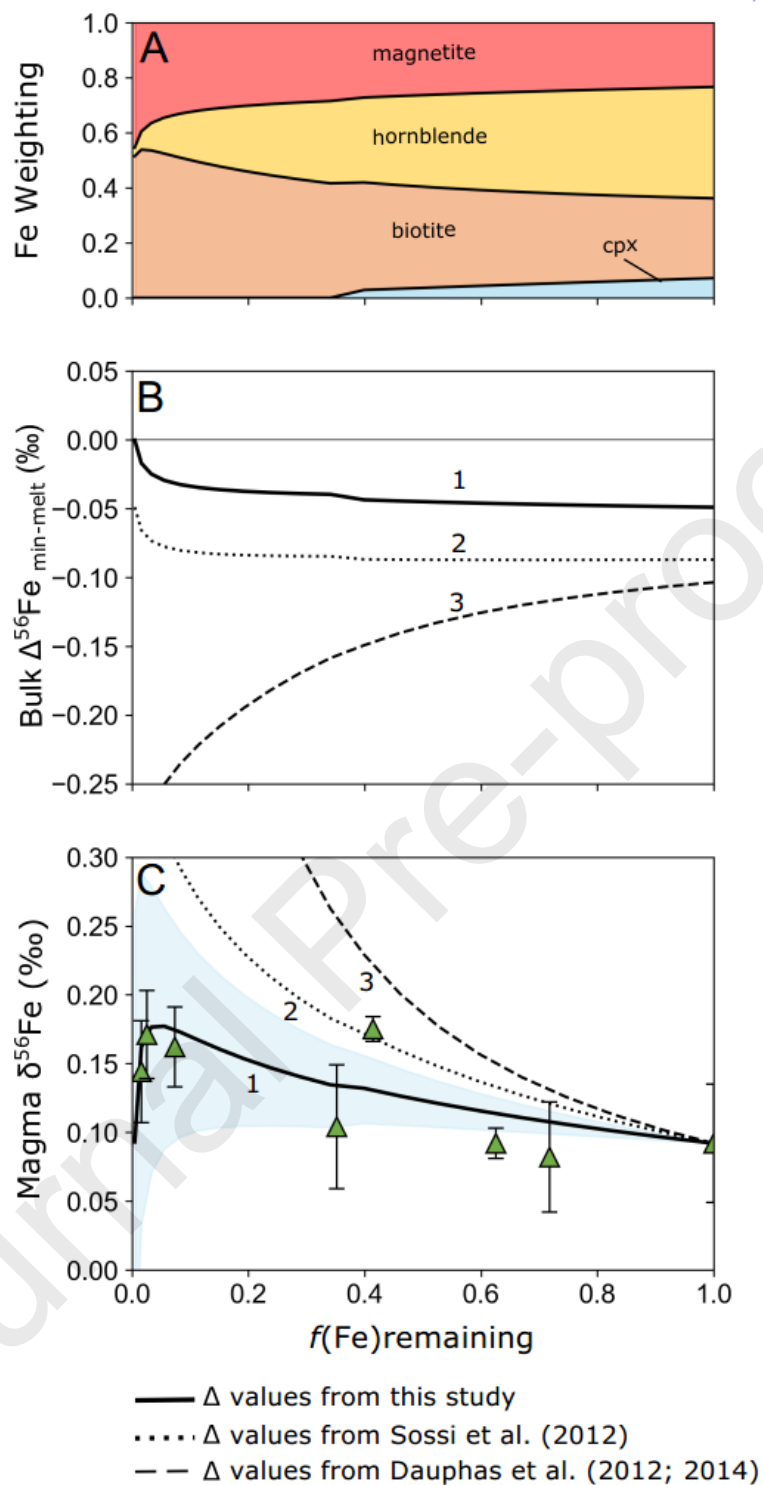 A
1.0
0.8
0.6
0.4
0.2
0.0
Fe Weighting
magnetite
hornblende
biotite
cpx
B
0.05
0.00
−0.05
−0.10
−0.15
−0.20
−0.25
Bulk Δ⁵⁶Fe min-melt (‰)
1
2
3
C
0.30
0.25
0.20
0.15
0.10
0.05
0.00
Magma δ⁵⁶Fe (‰)
3
2
1
0.0 0.2 0.4 0.6 0.8 1.0
f(Fe)remaining
Δ values from this study
Δ values from Sossi et al. (2012)
Δ values from Dauphas et al. (2012; 2014)
urnal Pre-proo